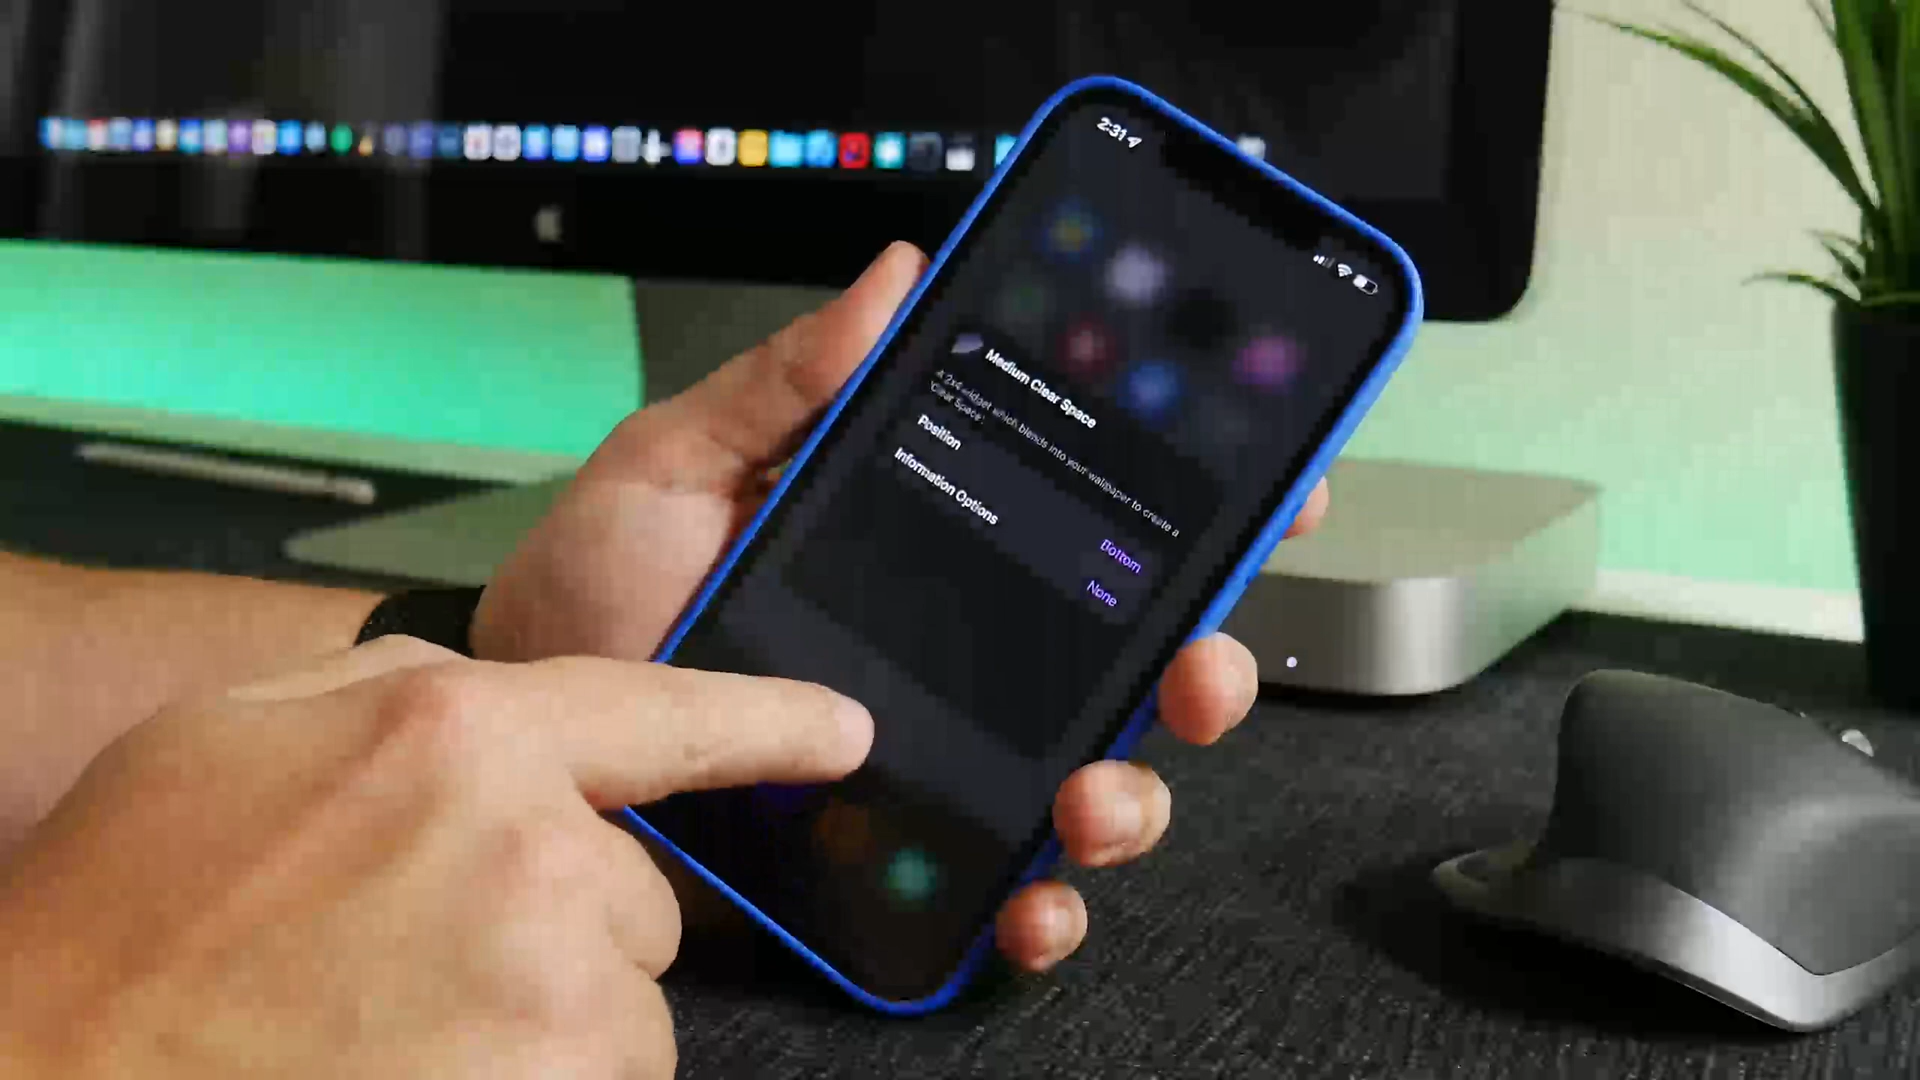 2:31
Medium Clear Space
A 2x4 widget which blends into your wallpaper to create a
'Clear Space'.
Position
Bottom
Information Options
None